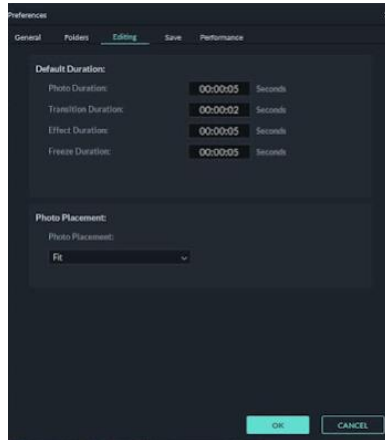 Preferences
General Folders Editing Save Performance
Default Duration:
Photo Duration: 00:00:05 Seconds
Transition Duration: 00:00:02 Seconds
Effect Duration: 00:00:05 Seconds
Freeze Duration: 00:00:05 Seconds
Photo Placement:
Photo Placement:
Fit
OK CANCEL